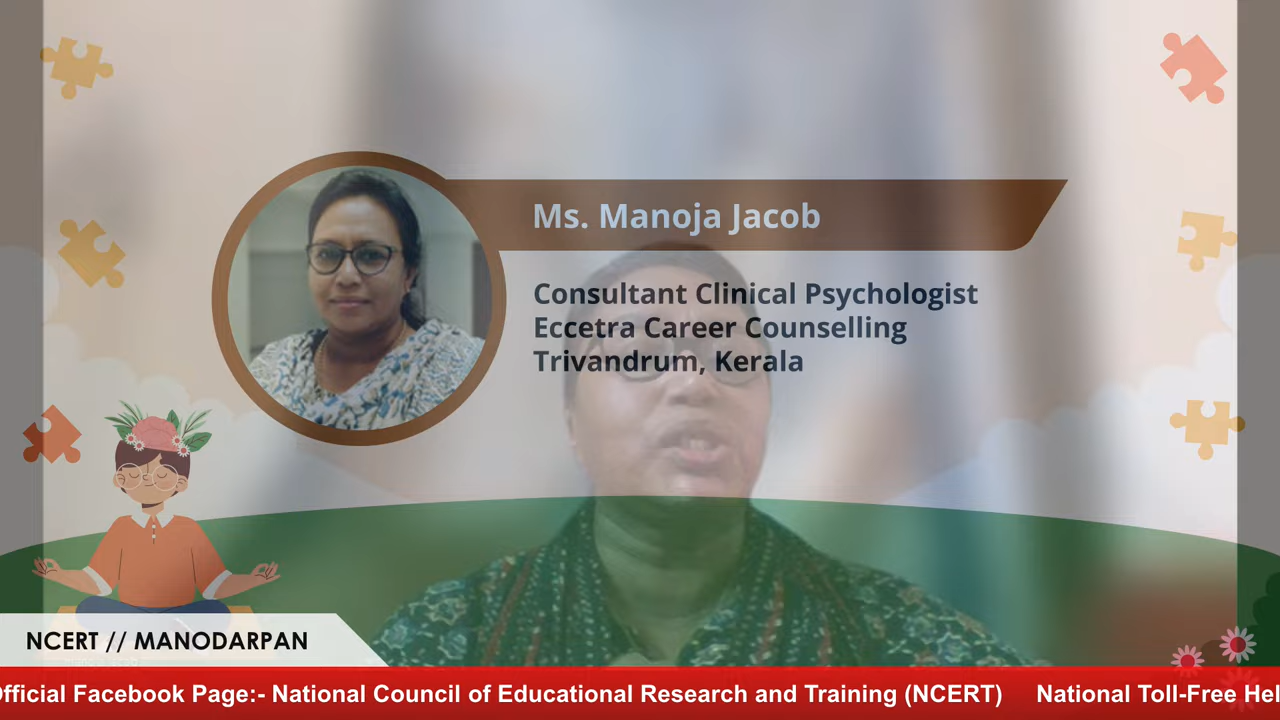 Ms. Manoja Jacob
Consultant Clinical Psychologist
Eccetra Career Counselling
Trivandrum, Kerala
NCERT // MANODARPAN
Official Facebook Page:- National Council of Educational Research and Training (NCERT) National Toll-Free